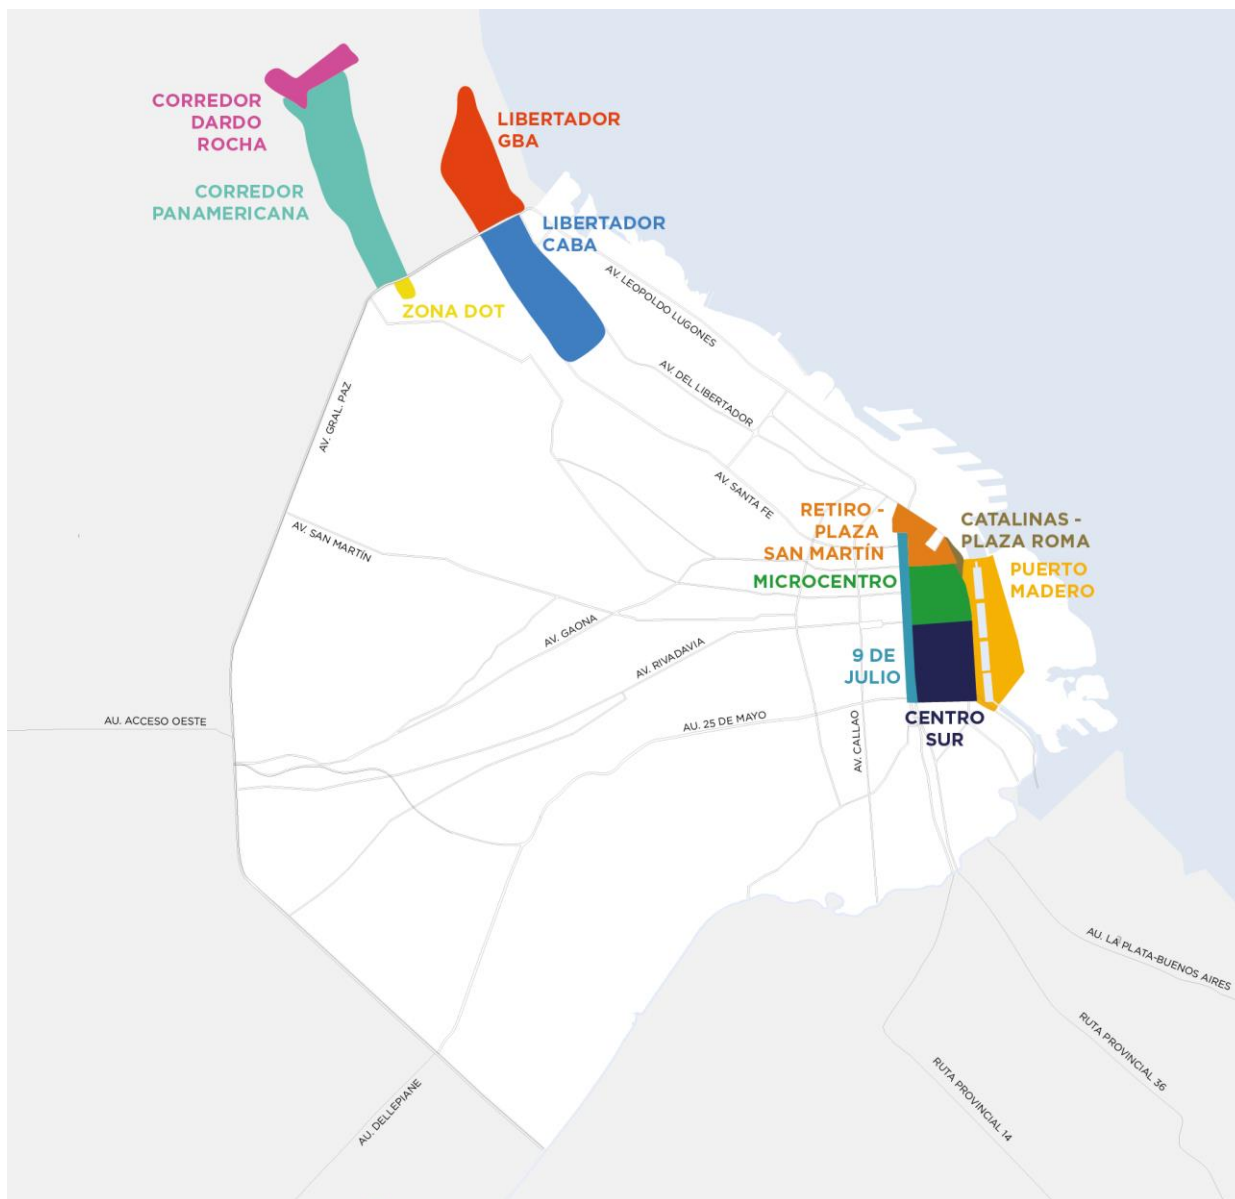 CORREDOR
DARDO
ROCHA
LIBERTADOR
GBA
CORREDOR
PANAMERICANA
LIBERTADOR
CABA
ZONA DOT
AV. LEOPOLDO LUGONES
AV. DEL LIBERTADOR
AV. GRAL. PAZ
AV. SANTA FE
AV. SAN MARTÍN
RETIRO -
PLAZA
SAN MARTÍN
CATALINAS -
PLAZA ROMA
MICROCENTRO
PUERTO
MADERO
AV. GAONA
AV. RIVADAVIA
9 DE
JULIO
AU. ACCESO OESTE
AU. 25 DE MAYO
AV. CALLAO
CENTRO
SUR
AU. LA PLATA-BUENOS AIRES
RUTA PROVINCIAL 36
RUTA PROVINCIAL 14
AU. DELLEPIANE